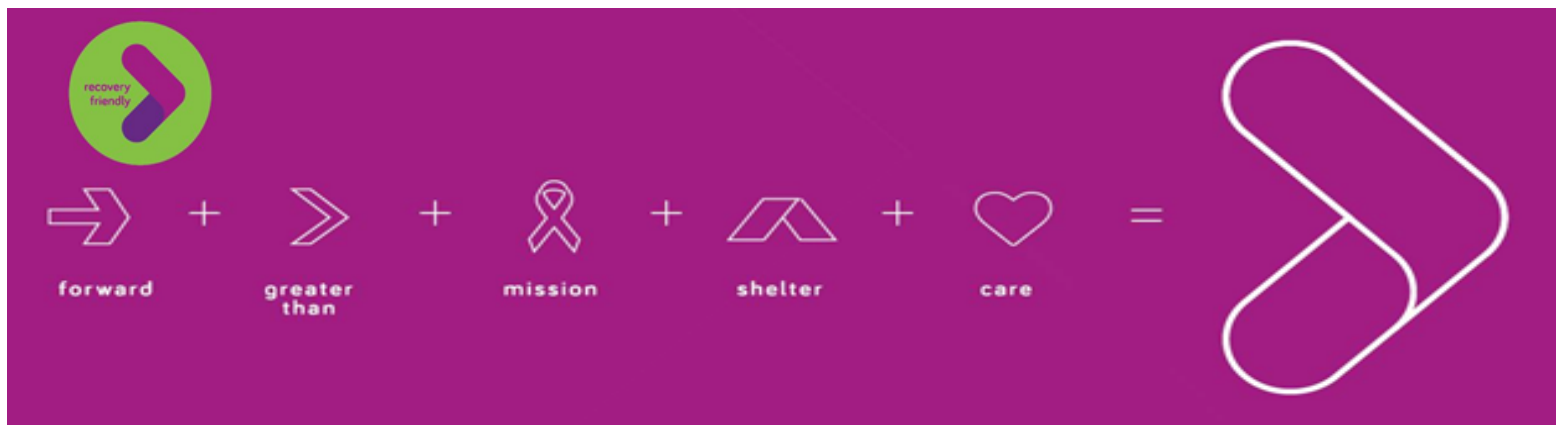 recovery
friendly
+ + + + =
forward
greater
than
mission
shelter
care